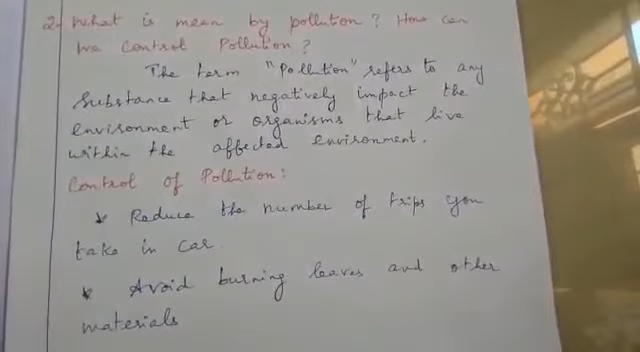 2. What is mean by pollution? How can
we control Pollution?
The term "Pollution" refers to any
Substance that negatively impact the
environment or organisms that live
within the affected environment.
Control of Pollution:
* Reduce the number of trips you
take in car.
* Avoid burning leaves and other
materials